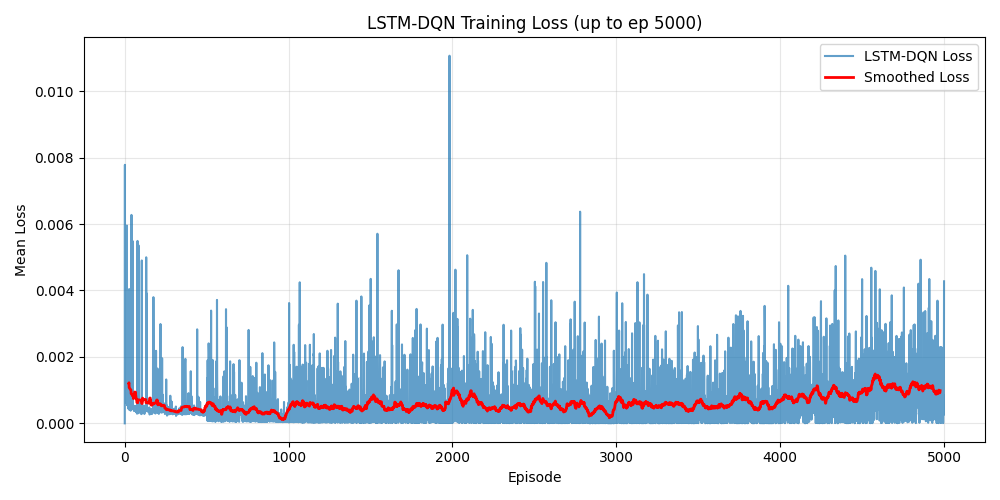 LSTM-DQN Training Loss (up to ep 5000)
LSTM-DQN Loss
Smoothed Loss
0.010
0.008
0.006
0.004
0.002
0.000
Mean Loss
0 1000 2000 3000 4000 5000
Episode